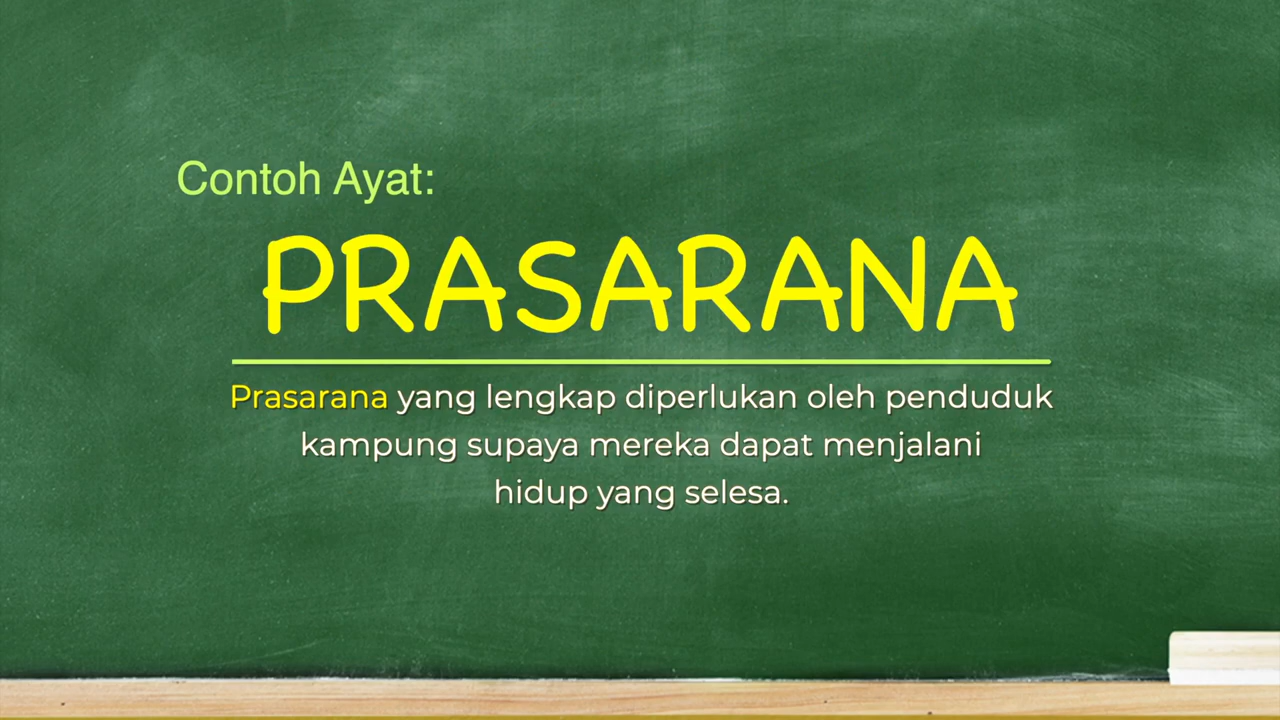 Contoh Ayat:
PRASARANA
Prasarana yang lengkap diperlukan oleh penduduk
kampung supaya mereka dapat menjalani
hidup yang selesa.